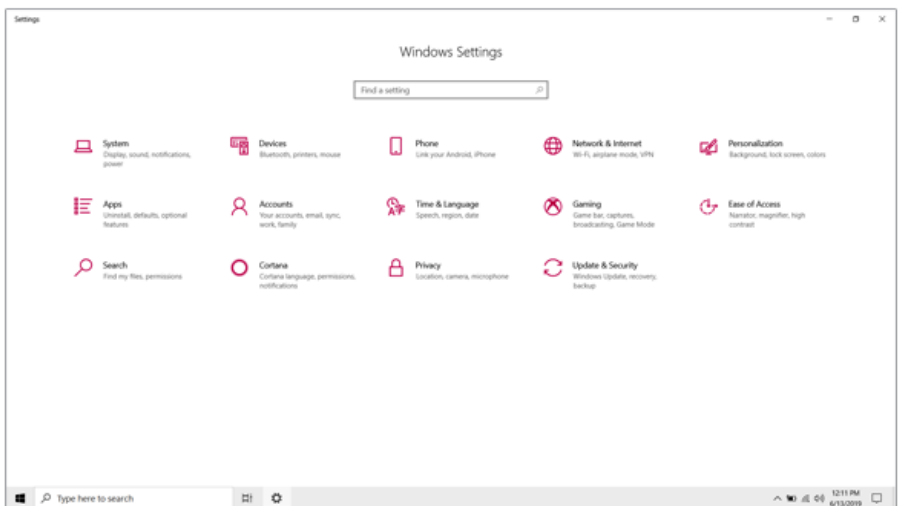 Settings
Windows Settings
Find a setting
System
Display, sound, notifications,
power
Devices
Bluetooth, printers, mouse
Phone
Link your Android, iPhone
Network & Internet
Wi-Fi, airplane mode, VPN
Personalization
Background, lock screen, colors
Apps
Uninstall, defaults, optional
features
Accounts
Your accounts, email, sync,
work, family
Time & Language
Speech, region, date
Gaming
Game bar, captures,
broadcasting, Game Mode
Ease of Access
Narrator, magnifier, high
contrast
Search
Find my files, permissions
Cortana
Cortana language, permissions,
notifications
Privacy
Location, camera, microphone
Update & Security
Windows Update, recovery,
backup
Type here to search
12:11 PM
6/13/2019